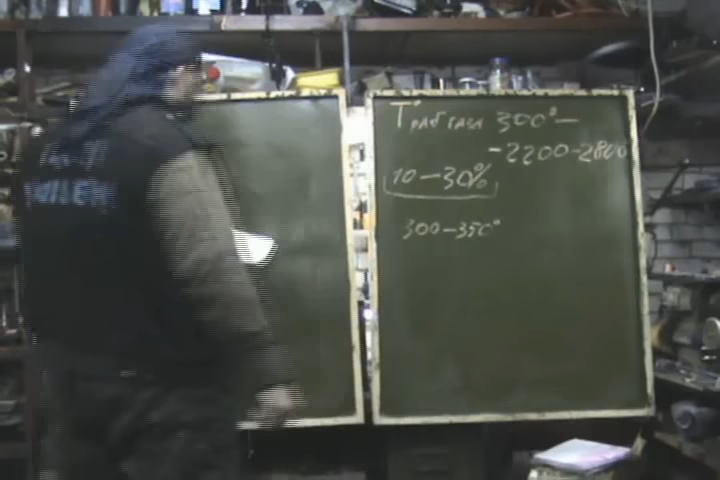 T° раб газа 300° —
- 2200 - 2800
10 — 30%
300 - 350°